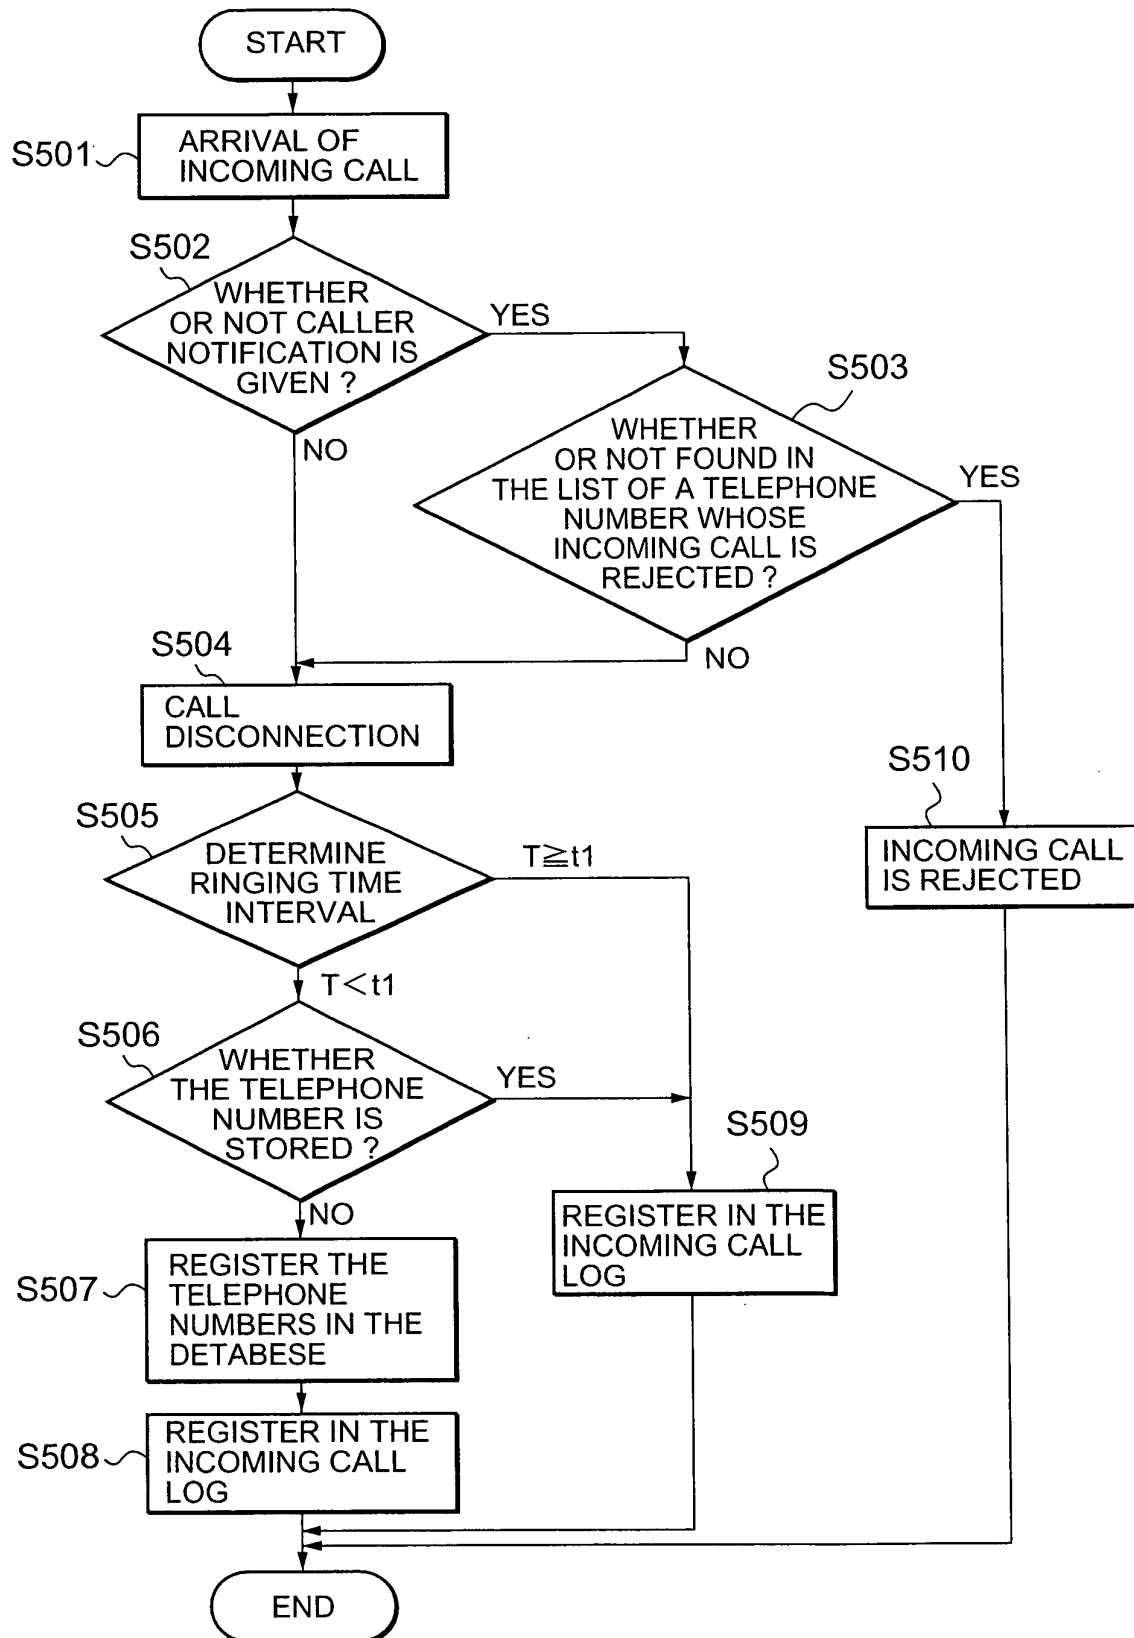 START
S501
ARRIVAL OF
INCOMING CALL
S502
WHETHER
OR NOT CALLER
NOTIFICATION IS
GIVEN ?
YES
NO
S503
WHETHER
OR NOT FOUND IN
THE LIST OF A TELEPHONE
NUMBER WHOSE
INCOMING CALL IS
REJECTED ?
YES
NO
S504
CALL
DISCONNECTION
S510
INCOMING CALL
IS REJECTED
S505
DETERMINE
RINGING TIME
INTERVAL
T≧t1
T<t1
S506
WHETHER
THE TELEPHONE
NUMBER IS
STORED ?
YES
NO
S509
REGISTER IN THE
INCOMING CALL
LOG
S507
REGISTER THE
TELEPHONE
NUMBERS IN THE
DETABESE
S508
REGISTER IN THE
INCOMING CALL
LOG
END